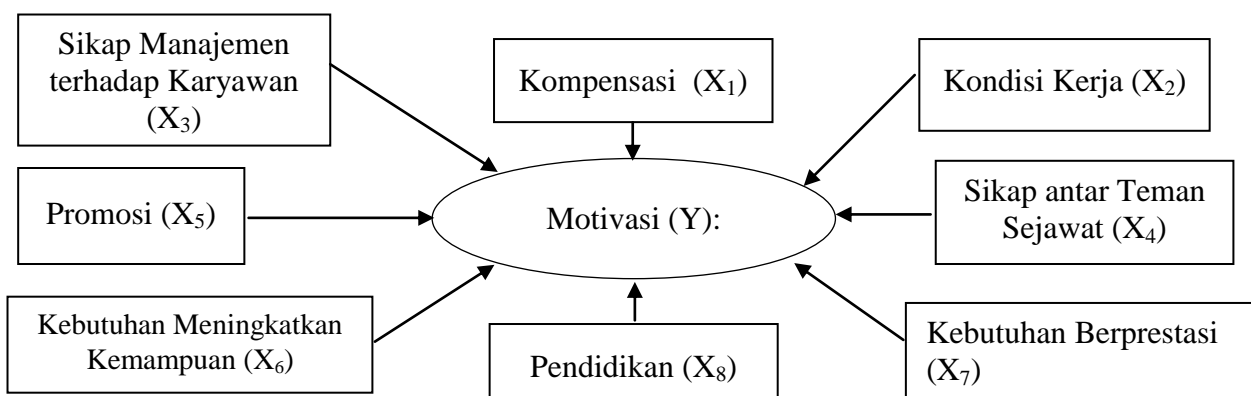 Sikap Manajemen
terhadap Karyawan
(X₃)
Kompensasi (X₁)
Kondisi Kerja (X₂)
Promosi (X₅)
Motivasi (Y):
Sikap antar Teman
Sejawat (X₄)
Kebutuhan Meningkatkan
Kemampuan (X₆)
Pendidikan (X₈)
Kebutuhan Berprestasi
(X₇)